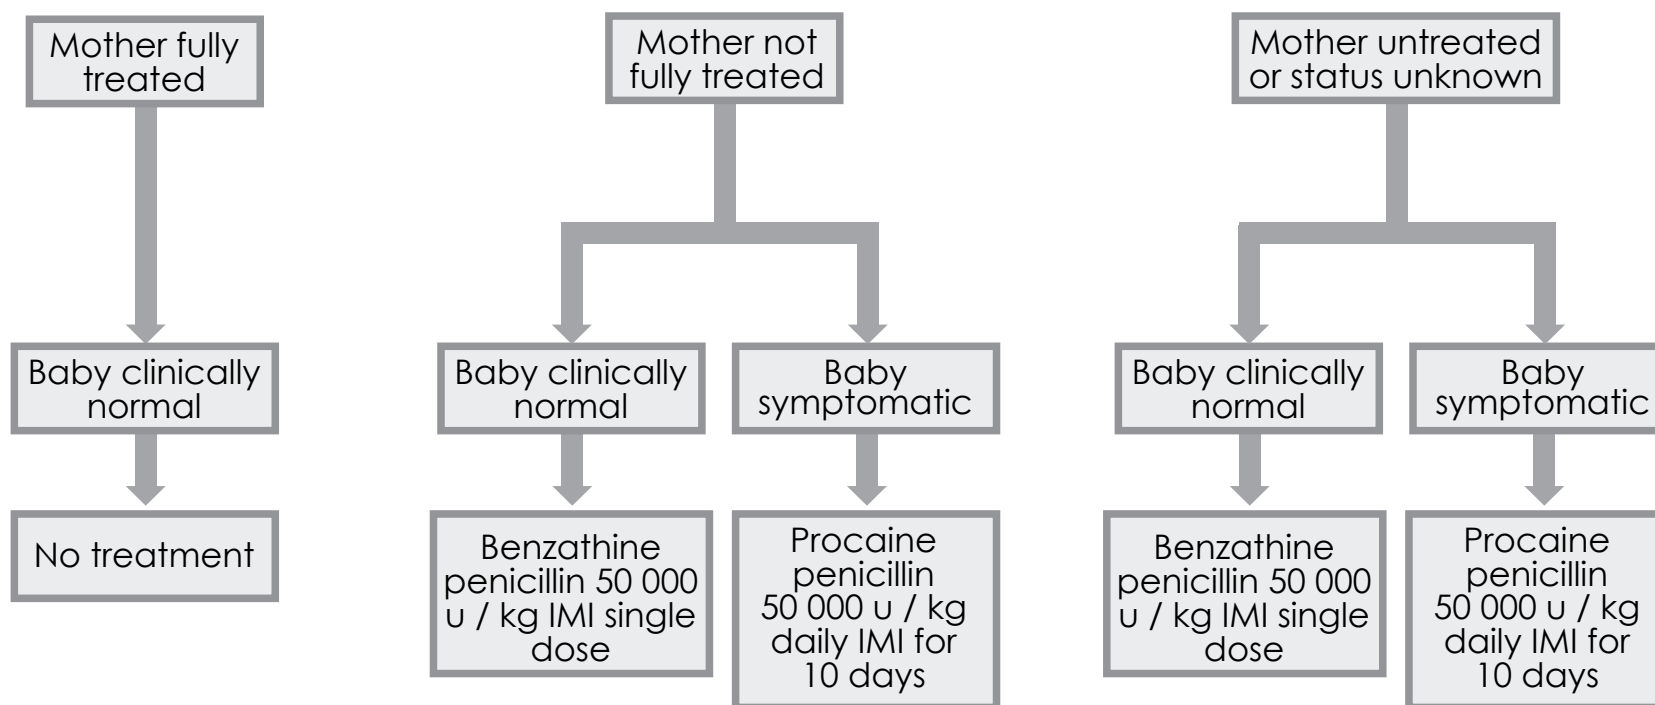 Mother fully
treated
Mother not
fully treated
Mother untreated
or status unknown
Baby clinically
normal
Baby clinically
normal
Baby
symptomatic
Baby clinically
normal
Baby
symptomatic
No treatment
Benzathine
penicillin 50 000
u / kg IMI single
dose
Procaine
penicillin
50 000 u / kg
daily IMI for
10 days
Benzathine
penicillin 50 000
u / kg IMI single
dose
Procaine
penicillin
50 000 u / kg
daily IMI for
10 days